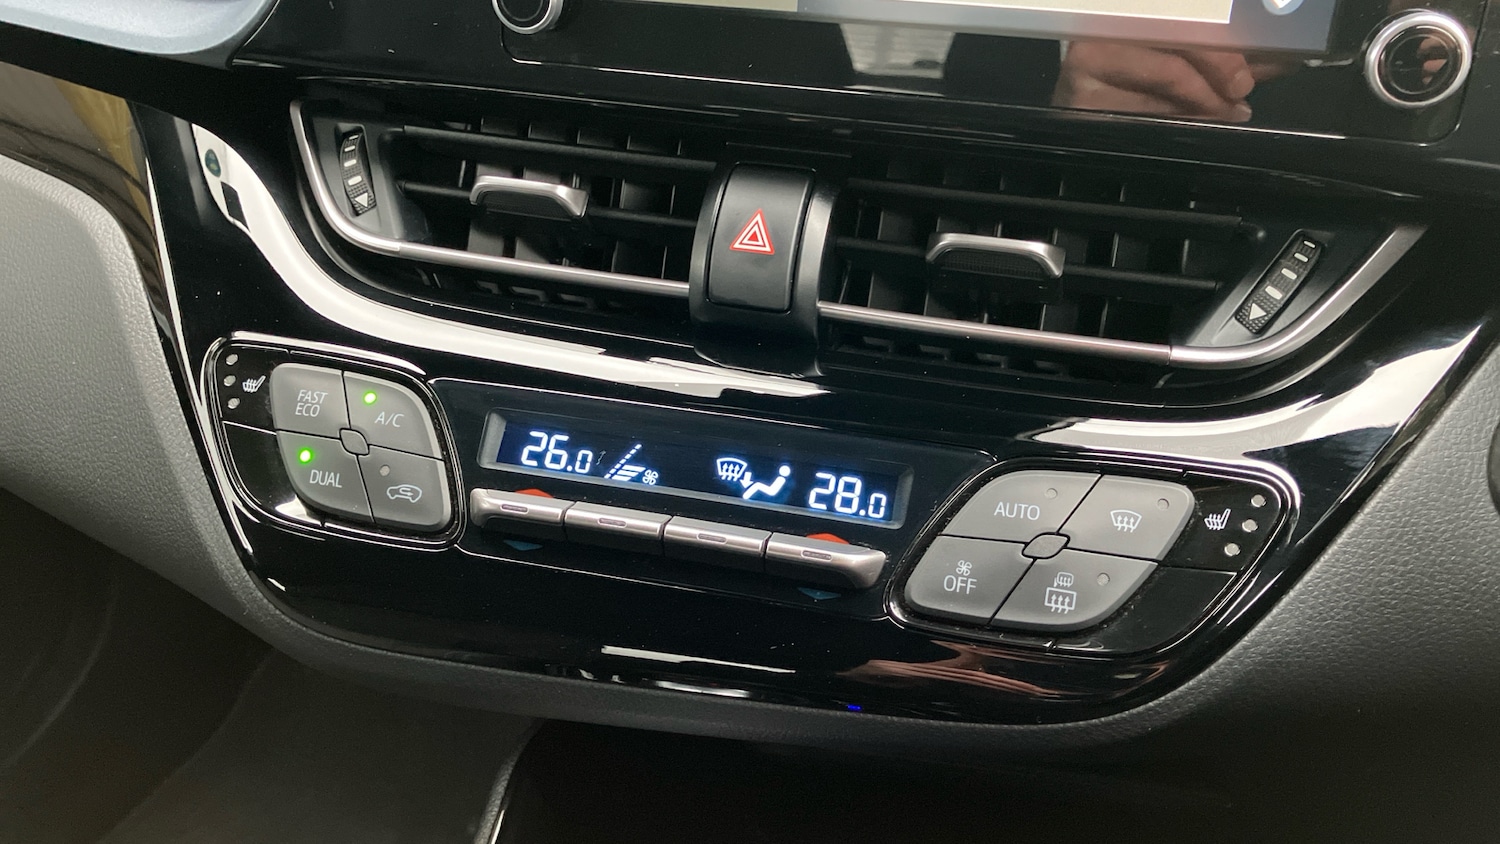 FAST
ECO
A/C
DUAL
26.0
28.0
AUTO
OFF